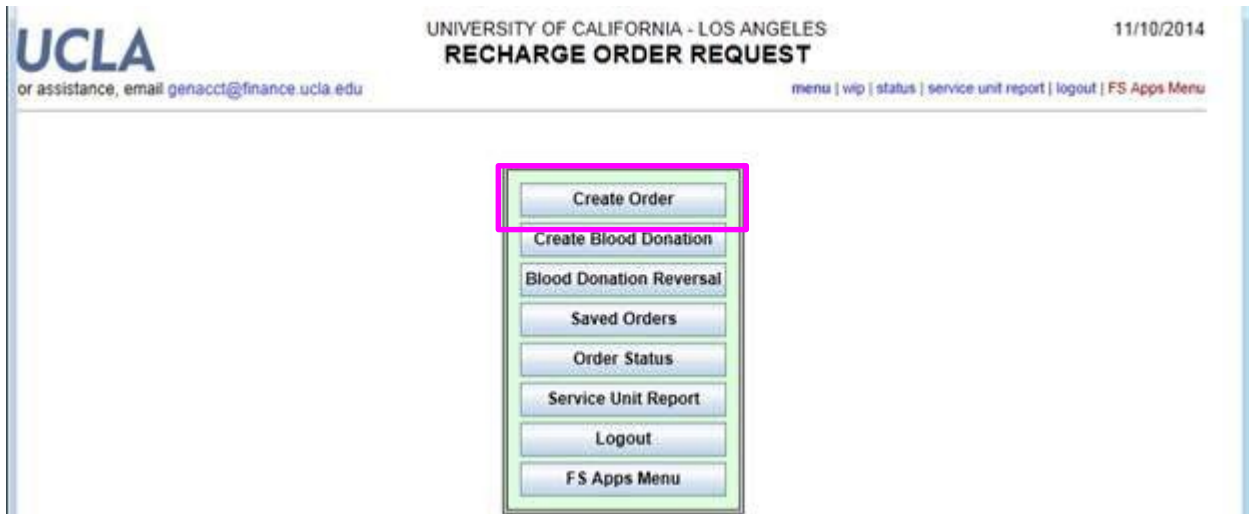 UCLA
UNIVERSITY OF CALIFORNIA - LOS ANGELES
11/10/2014
RECHARGE ORDER REQUEST
or assistance, email genacct@finance.ucla.edu
menu | wip | status | service unit report | logout | FS Apps Menu
Create Order
Create Blood Donation
Blood Donation Reversal
Saved Orders
Order Status
Service Unit Report
Logout
FS Apps Menu